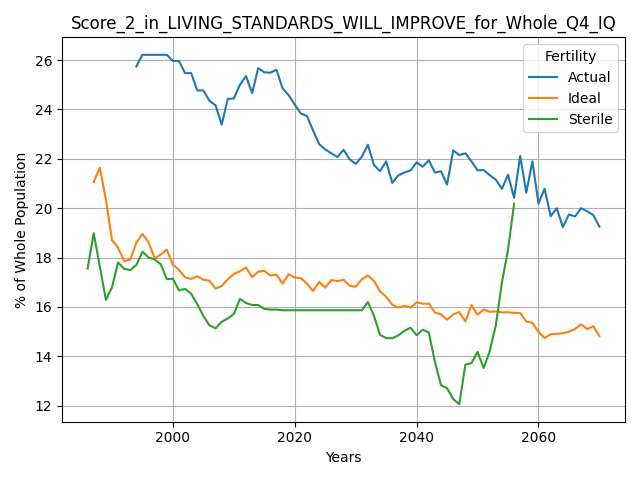 Score_2_in_LIVING_STANDARDS_WILL_IMPROVE_for_Whole_Q4_IQ
Fertility
Actual
Ideal
Sterile
% of Whole Population
26
24
22
20
18
16
14
12
2000 2020 2040 2060
Years